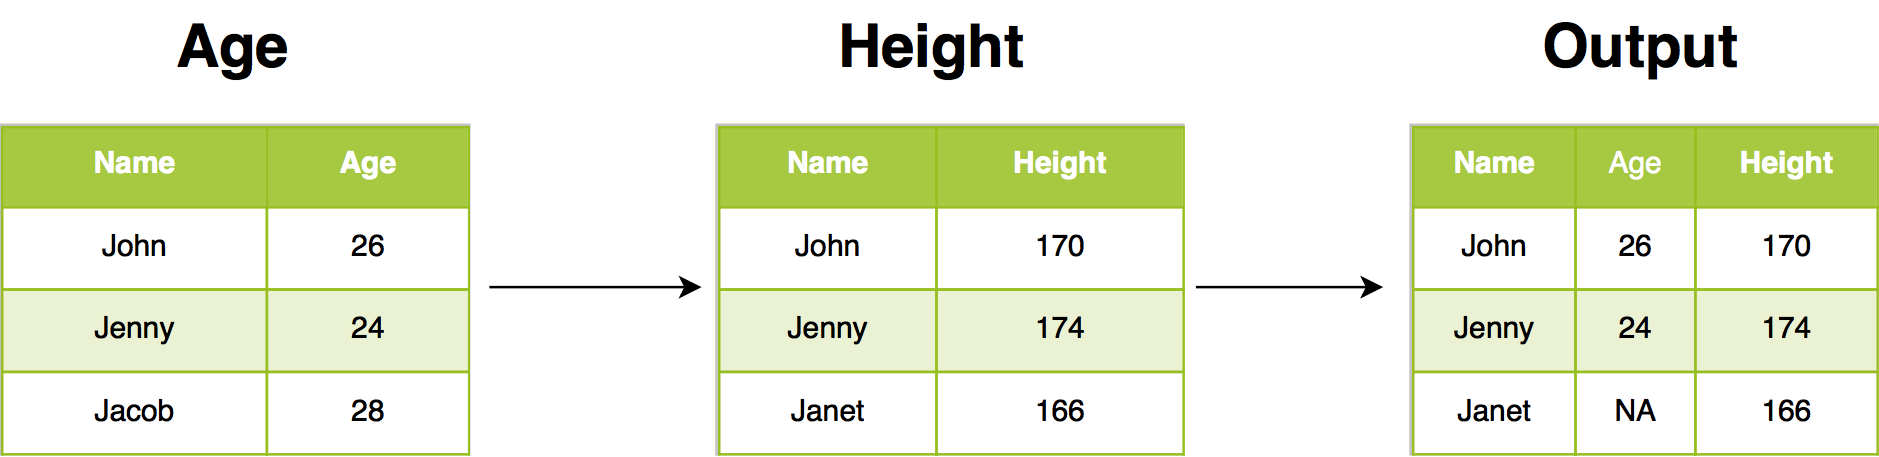 Age
Height
Output
Name Age
John 26
Jenny 24
Jacob 28
Name Height
John 170
Jenny 174
Janet 166
Name Age Height
John 26 170
Jenny 24 174
Janet NA 166